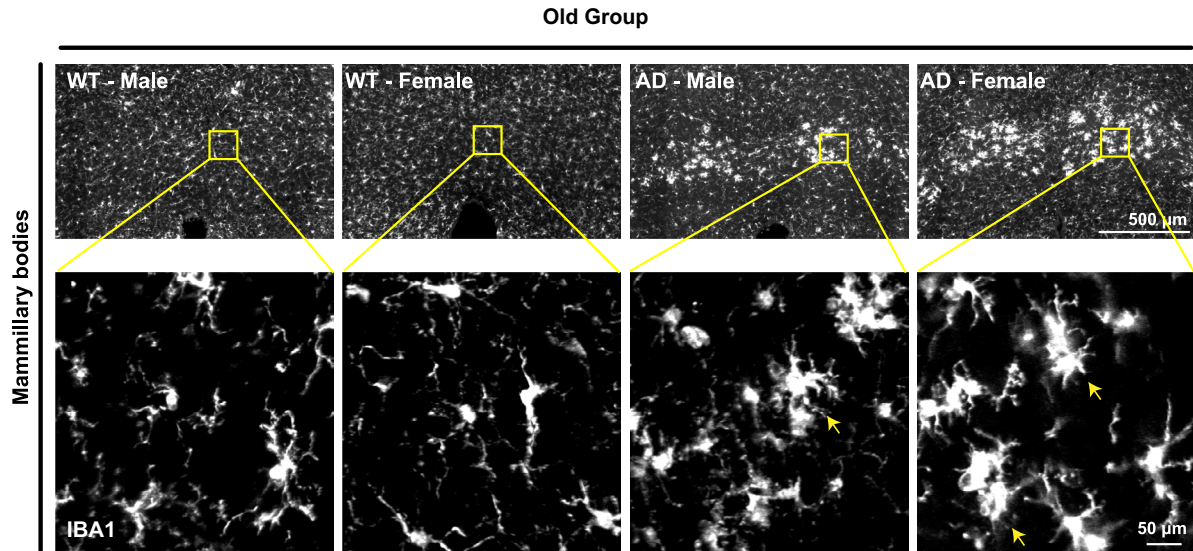 Old Group
WT - Male
WT - Female
AD - Male
AD - Female
500 µm
Mammillary bodies
IBA1
50 µm